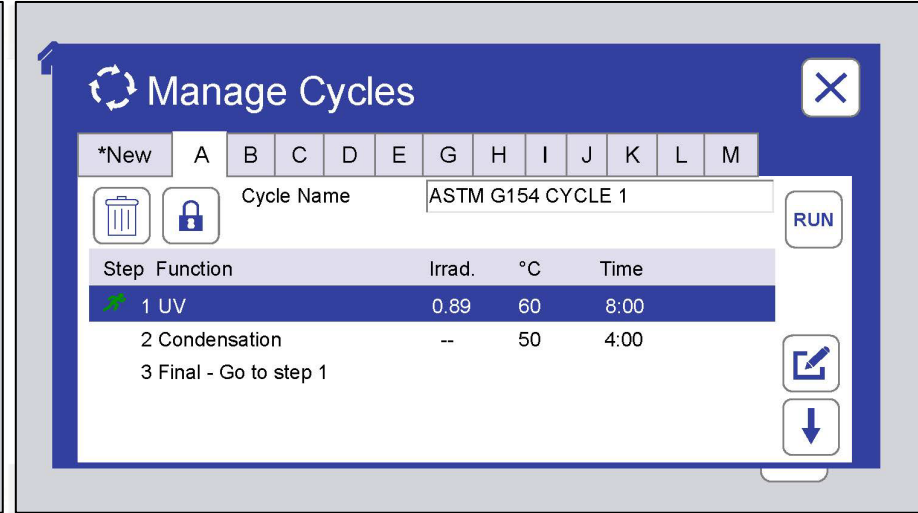 Manage Cycles
*New A B C D E G H I J K L M
Cycle Name ASTM G154 CYCLE 1
RUN
Step Function Irrad. °C Time
1 UV 0.89 60 8:00
2 Condensation -- 50 4:00
3 Final - Go to step 1